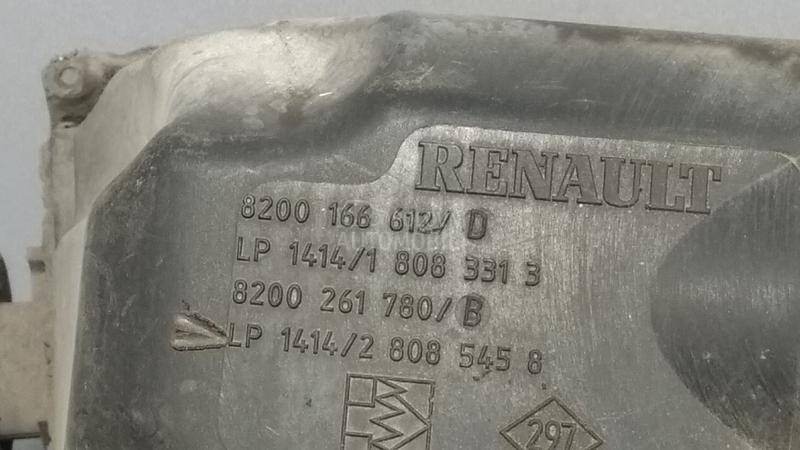 RENAULT
8200 166 612/ D
LP 1414/1 808 331 3
8200 261 780/ B
LP 1414/2 808 545 8
297